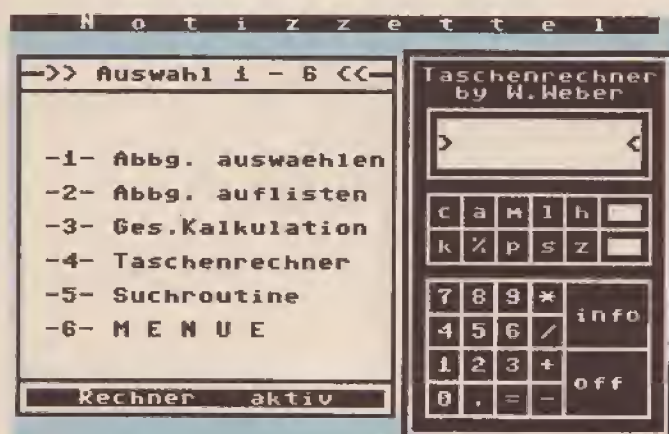 N o t i z z e t t e l
->> Auswahl 1 - 6 <<-
-1- Abbg. auswaehlen
-2- Abbg. auflisten
-3- Ges.Kalkulation
-4- Taschenrechner
-5- Suchroutine
-6- M E N U E
Rechner aktiv
Taschenrechner
by W.Weber
> <
c a m l h
k % p s z
7 8 9 *
info
4 5 6 /
1 2 3 +
off
0 . = -